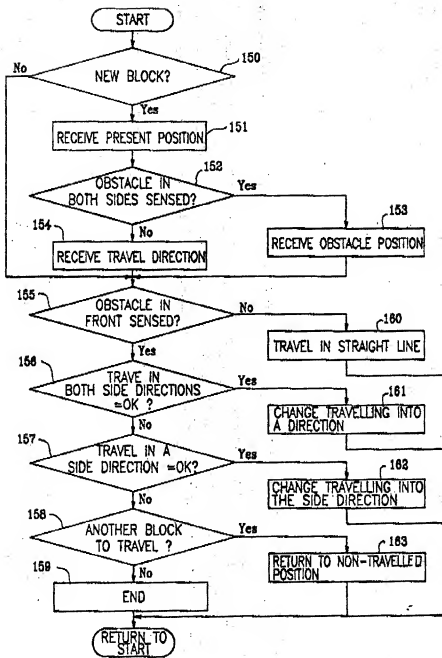 START
150
No
NEW BLOCK?
Yes
151
RECEIVE PRESENT POSITION
152
OBSTACLE IN
BOTH SIDES SENSED?
Yes
154
No
153
RECEIVE TRAVEL DIRECTION
RECEIVE OBSTACLE POSITION
155
OBSTACLE IN
FRONT SENSED?
No
160
156
Yes
TRAVEL IN STRAIGHT LINE
TRAVE IN
BOTH SIDE DIRECTIONS
=OK ?
Yes
161
157
No
CHANGE TRAVELLING INTO
A DIRECTION
TRAVEL IN A
SIDE DIRECTION =OK?
Yes
162
158
No
CHANGE TRAVELLING INTO
THE SIDE DIRECTION
ANOTHER BLOCK
TO TRAVEL ?
Yes
163
159
No
RETURN TO NON-TRAVELLED
POSITION
END
RETURN TO
START